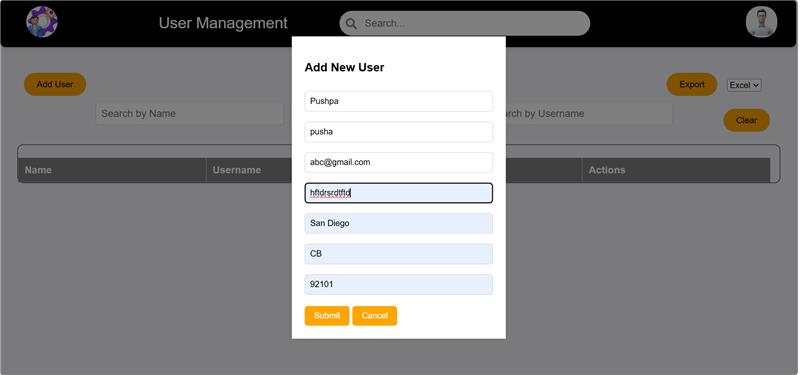 User Management
Search...
Add New User
Add User
Export
Excel
Pushpa
Search by Name
rch by Username
pusha
Clear
abc@gmail.com
Name
Username
Actions
hftdrsrdtftd
San Diego
CB
92101
Submit
Cancel